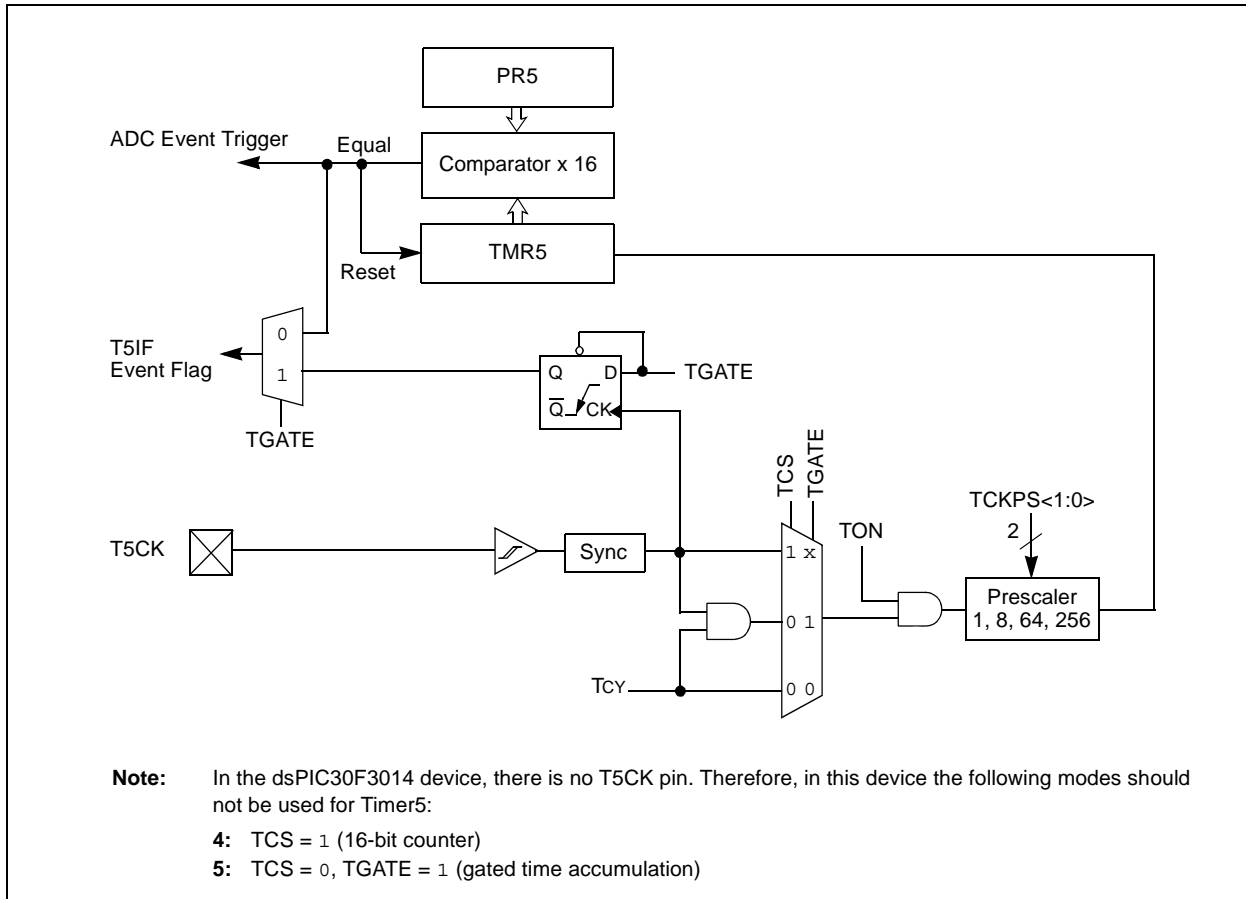 PR5
ADC Event Trigger
Equal
Comparator x 16
TMR5
Reset
0
T5IF
Event Flag
1
TGATE
Q D
Q̅ CK
TGATE
TCS
TGATE
TCKPS<1:0>
2
TON
T5CK
Sync
1 x
Prescaler
1, 8, 64, 256
0 1
TCY
0 0
Note: In the dsPIC30F3014 device, there is no T5CK pin. Therefore, in this device the following modes should
not be used for Timer5:
4: TCS = 1 (16-bit counter)
5: TCS = 0, TGATE = 1 (gated time accumulation)